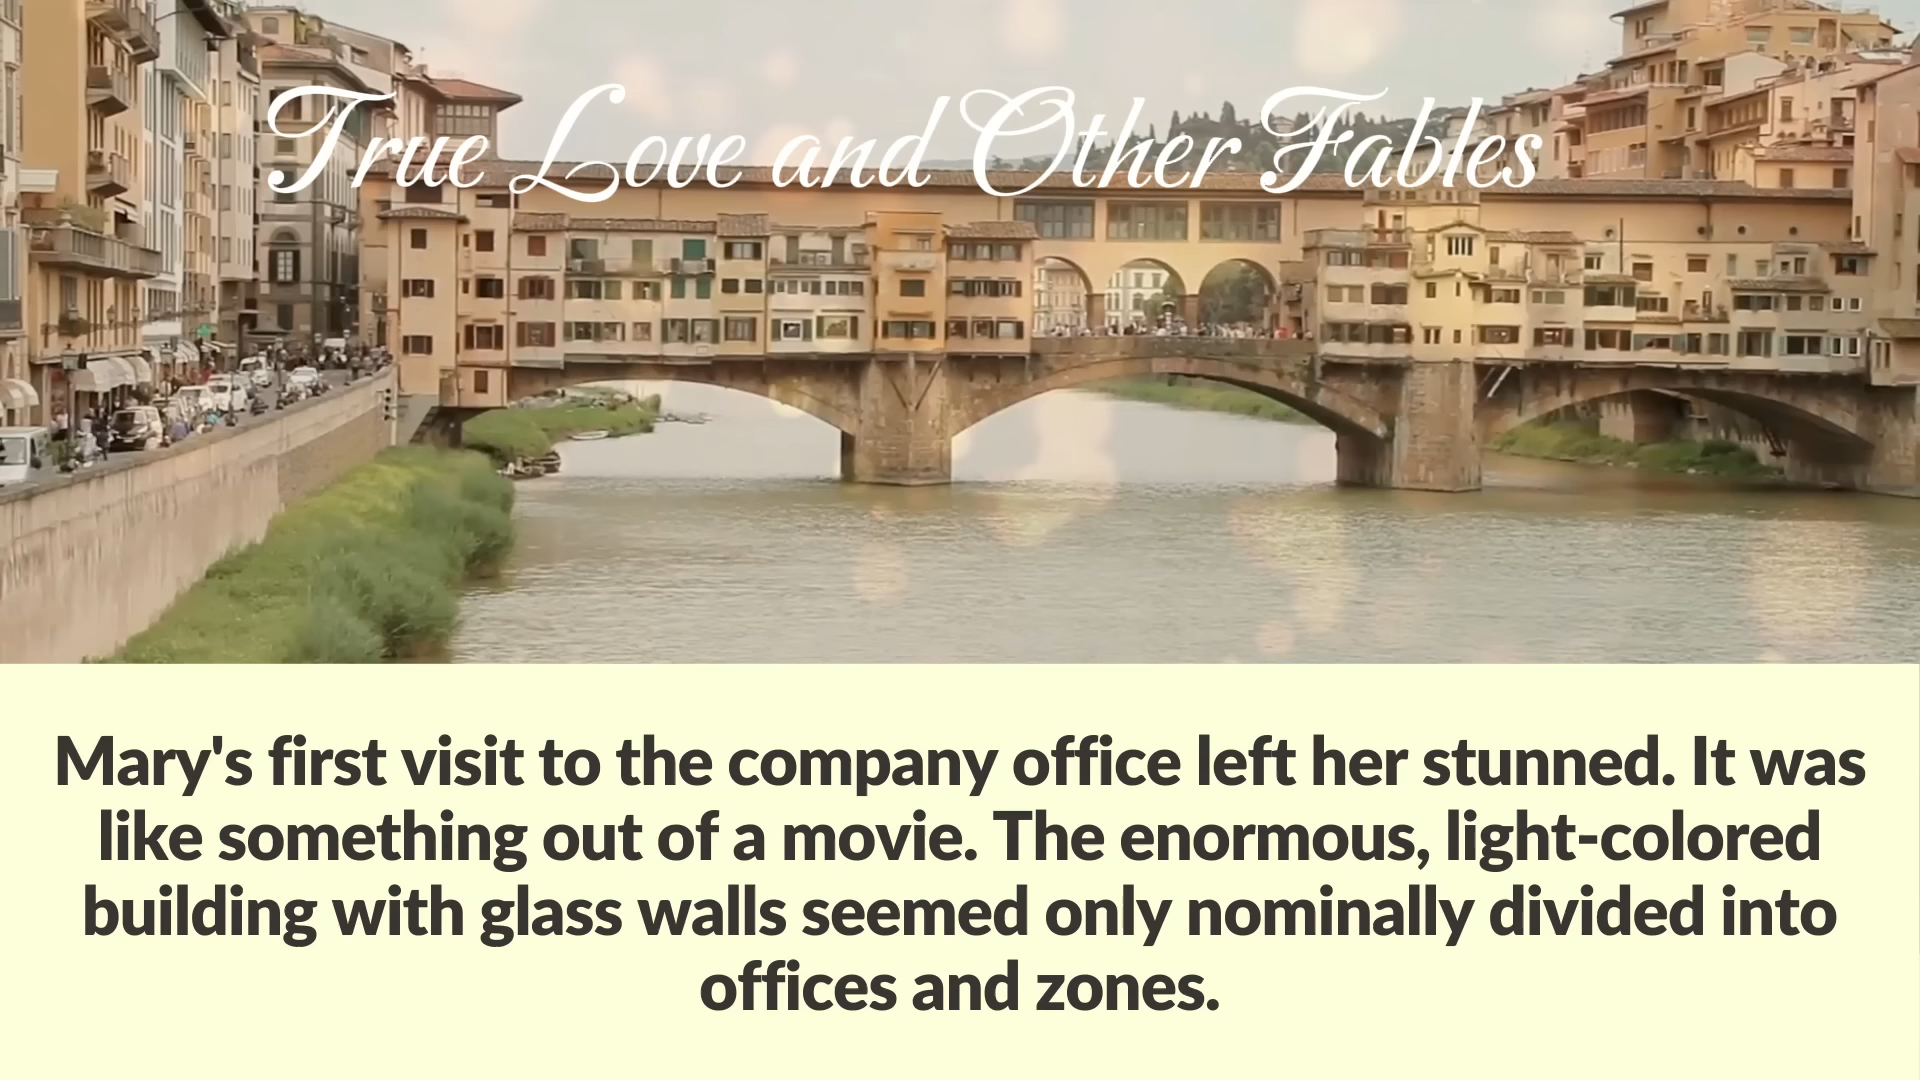 True Love and Other Fables
Mary's first visit to the company office left her stunned. It was
like something out of a movie. The enormous, light-colored
building with glass walls seemed only nominally divided into
offices and zones.